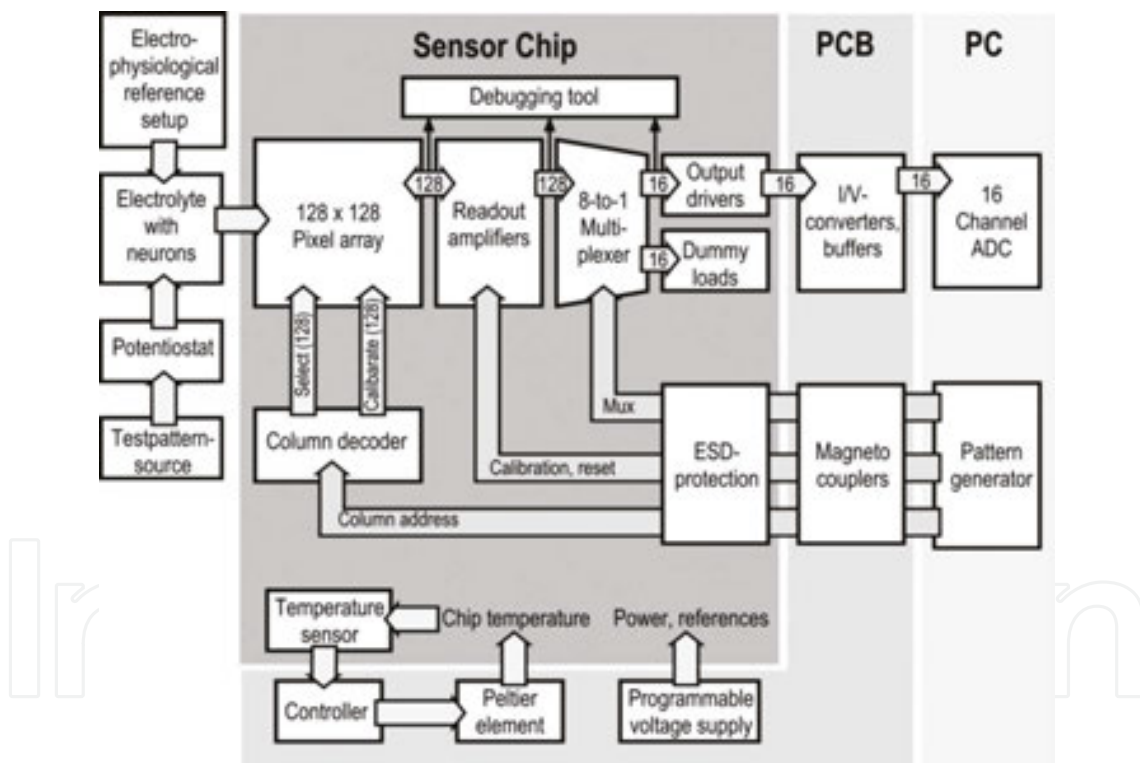 Electro-
physiological
reference
setup
Electrolyte
with
neurons
Potentiostat
Testpattern-
source
Sensor Chip
PCB
PC
Debugging tool
128 x 128
Pixel array
128
Readout
amplifiers
128
8-to-1
Multi-
plexer
16
Output
drivers
16
Dummy
loads
16
I/V-
converters,
buffers
16
16
Channel
ADC
Select (128)
Calibarate (128)
Column decoder
Mux
Calibration, reset
Column address
ESD-
protection
Magneto
couplers
Pattern
generator
Temperature
sensor
Chip temperature
Power, references
Controller
Peltier
element
Programmable
voltage supply